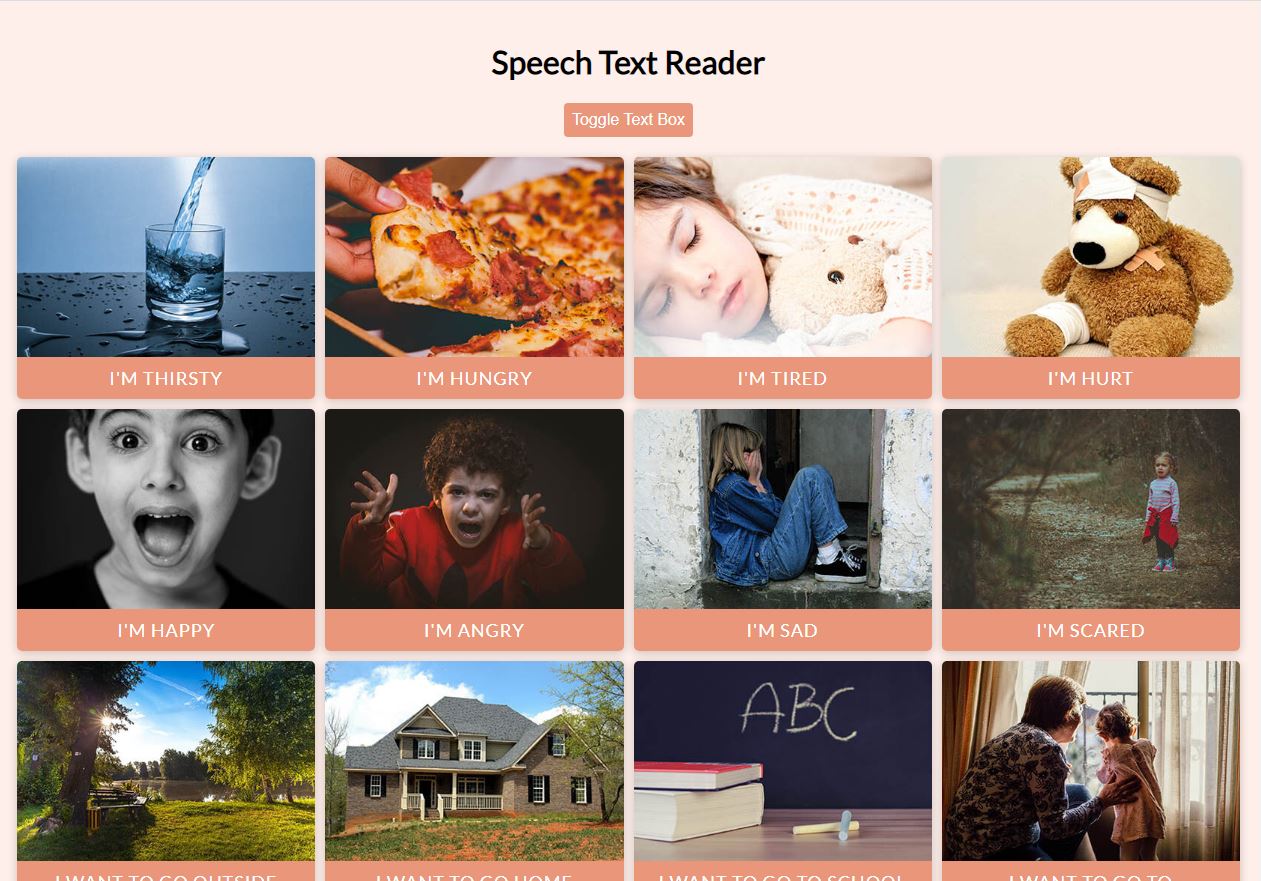 Speech Text Reader
Toggle Text Box
I'M THIRSTY
I'M HUNGRY
I'M TIRED
I'M HURT
I'M HAPPY
I'M ANGRY
I'M SAD
I'M SCARED
ABC
I WANT TO GO OUTSIDE
I WANT TO GO HOME
I WANT TO GO TO SCHOOL
I WANT TO GO TO